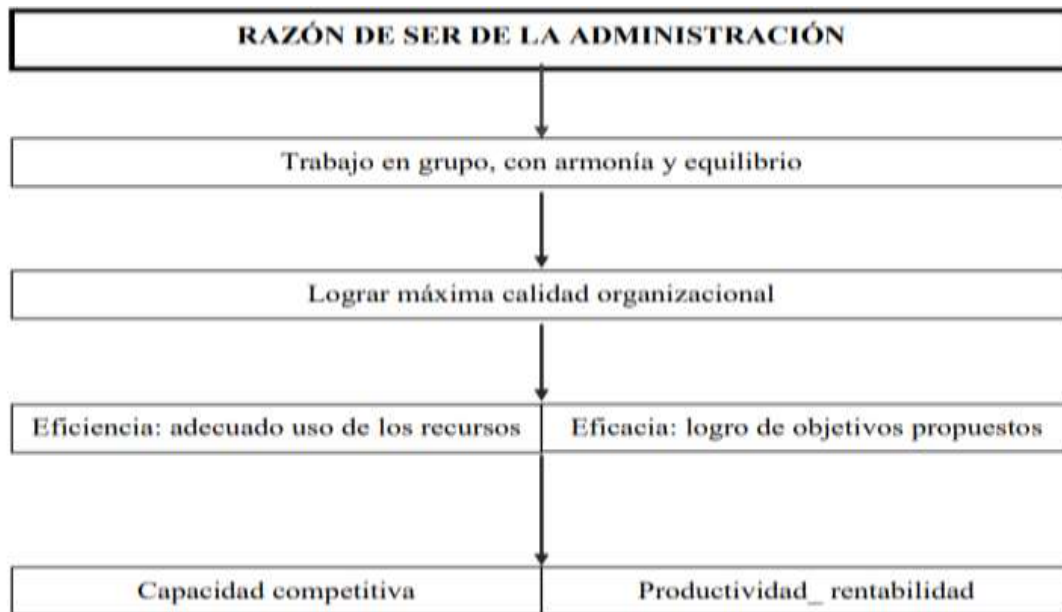 RAZÓN DE SER DE LA ADMINISTRACIÓN
Trabajo en grupo, con armonía y equilibrio
Lograr máxima calidad organizacional
Eficiencia: adecuado uso de los recursos
Eficacia: logro de objetivos propuestos
Capacidad competitiva
Productividad_ rentabilidad